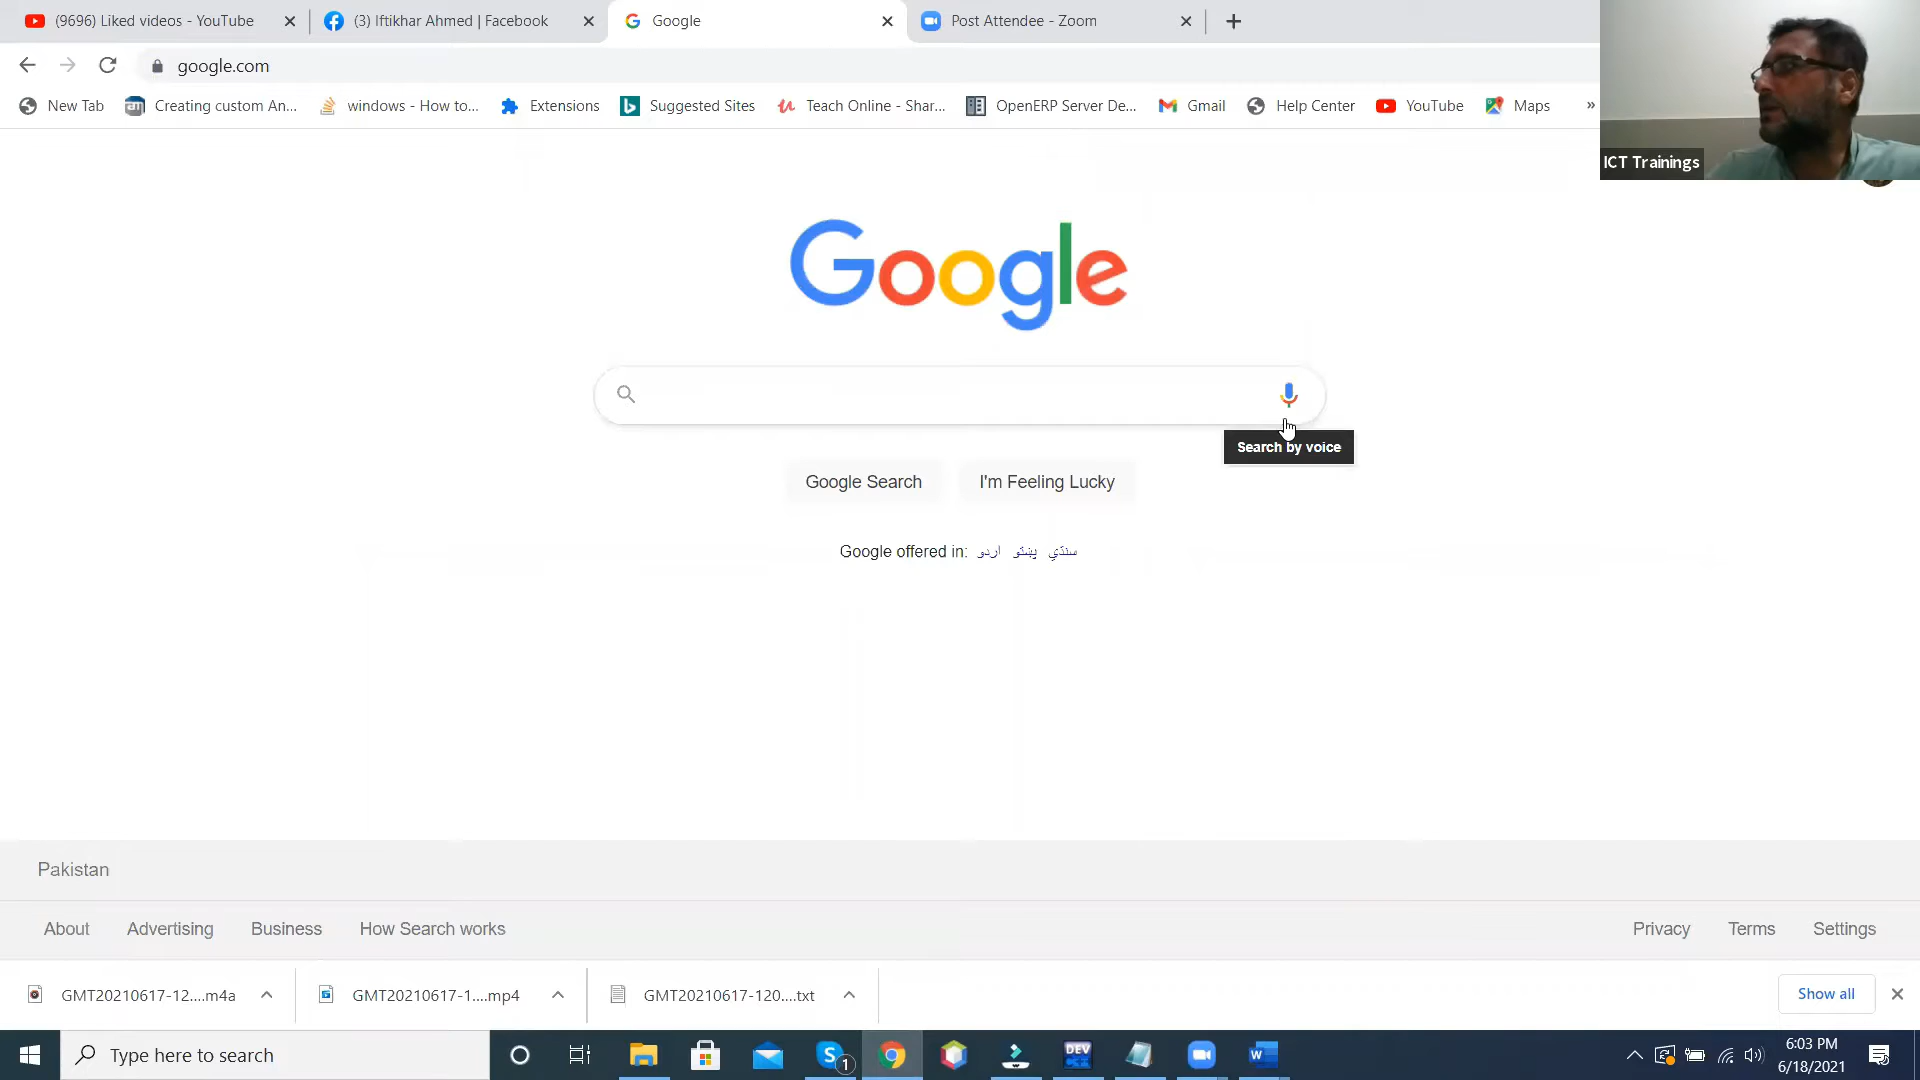 (9696) Liked videos - YouTube
(3) Iftikhar Ahmed | Facebook
Google
Post Attendee - Zoom
google.com
New Tab
Creating custom An...
windows - How to...
Extensions
Suggested Sites
Teach Online - Shar...
OpenERP Server De...
Gmail
Help Center
YouTube
Maps
»
ICT Trainings
Google
Search by voice
Google Search
I'm Feeling Lucky
Google offered in: اردو پښتو سنڌي
Pakistan
About
Advertising
Business
How Search works
Privacy
Terms
Settings
GMT20210617-12....m4a
GMT20210617-1....mp4
GMT20210617-120....txt
Show all
Type here to search
S
1
DEV
W
6:03 PM
6/18/2021